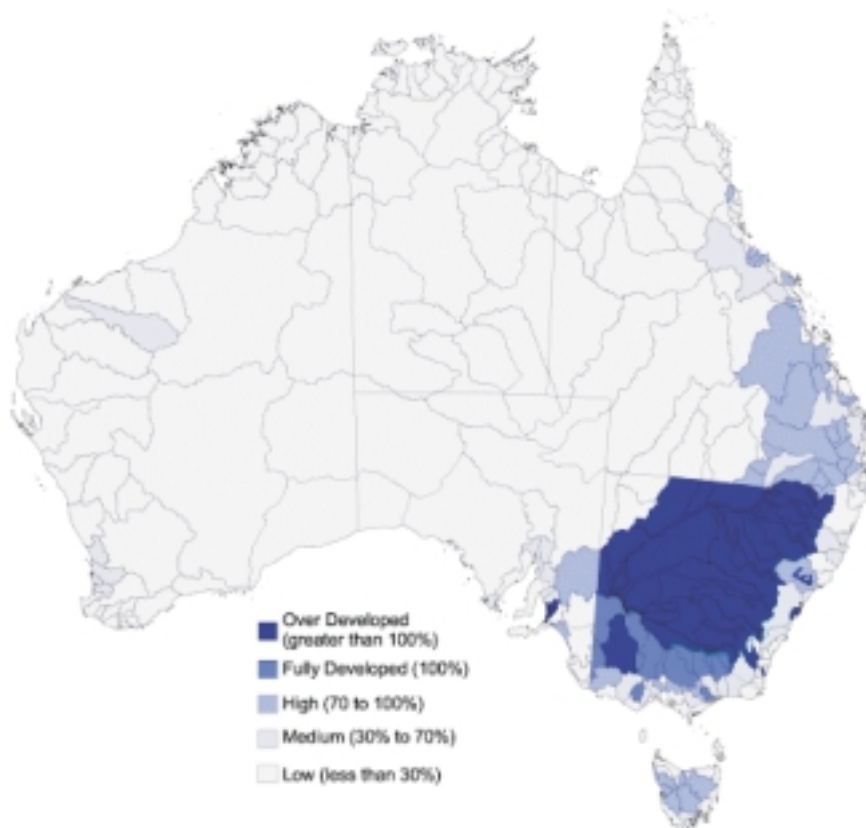 Over Developed
(greater than 100%)
Fully Developed (100%)
High (70 to 100%)
Medium (30% to 70%)
Low (less than 30%)